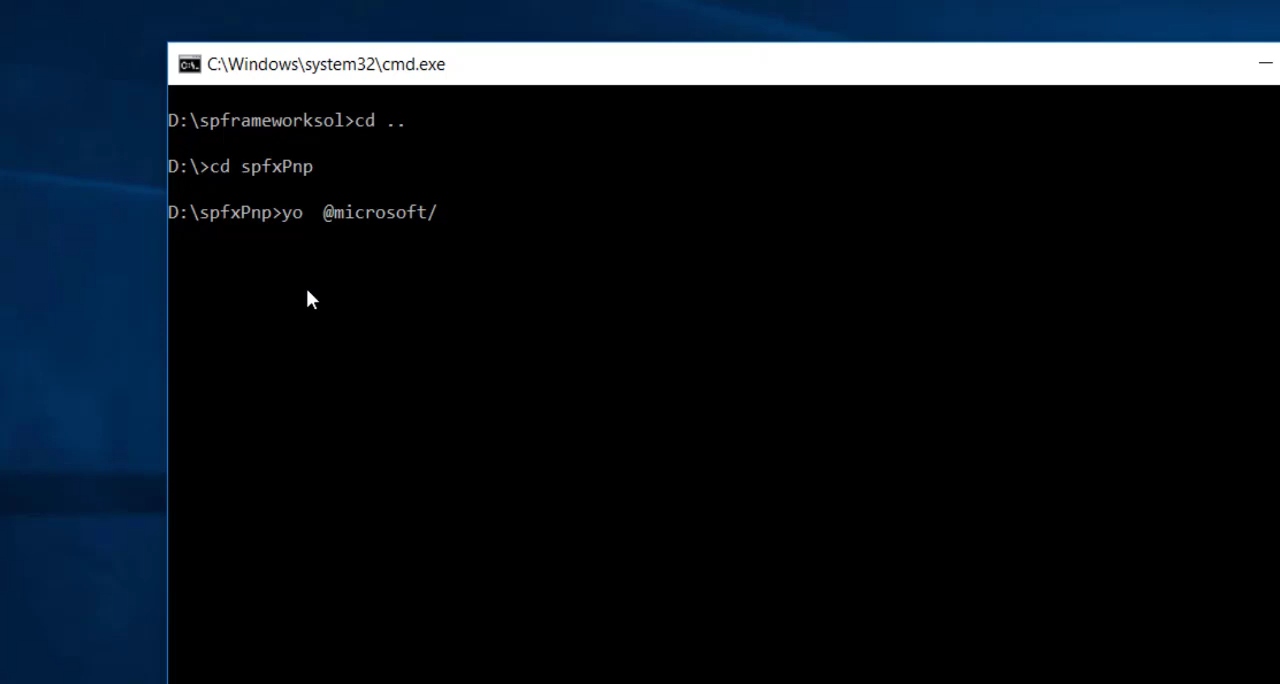 C:\Windows\system32\cmd.exe
D:\spframeworksol>cd ..
D:\>cd spfxPnp
D:\spfxPnp>yo  @microsoft/